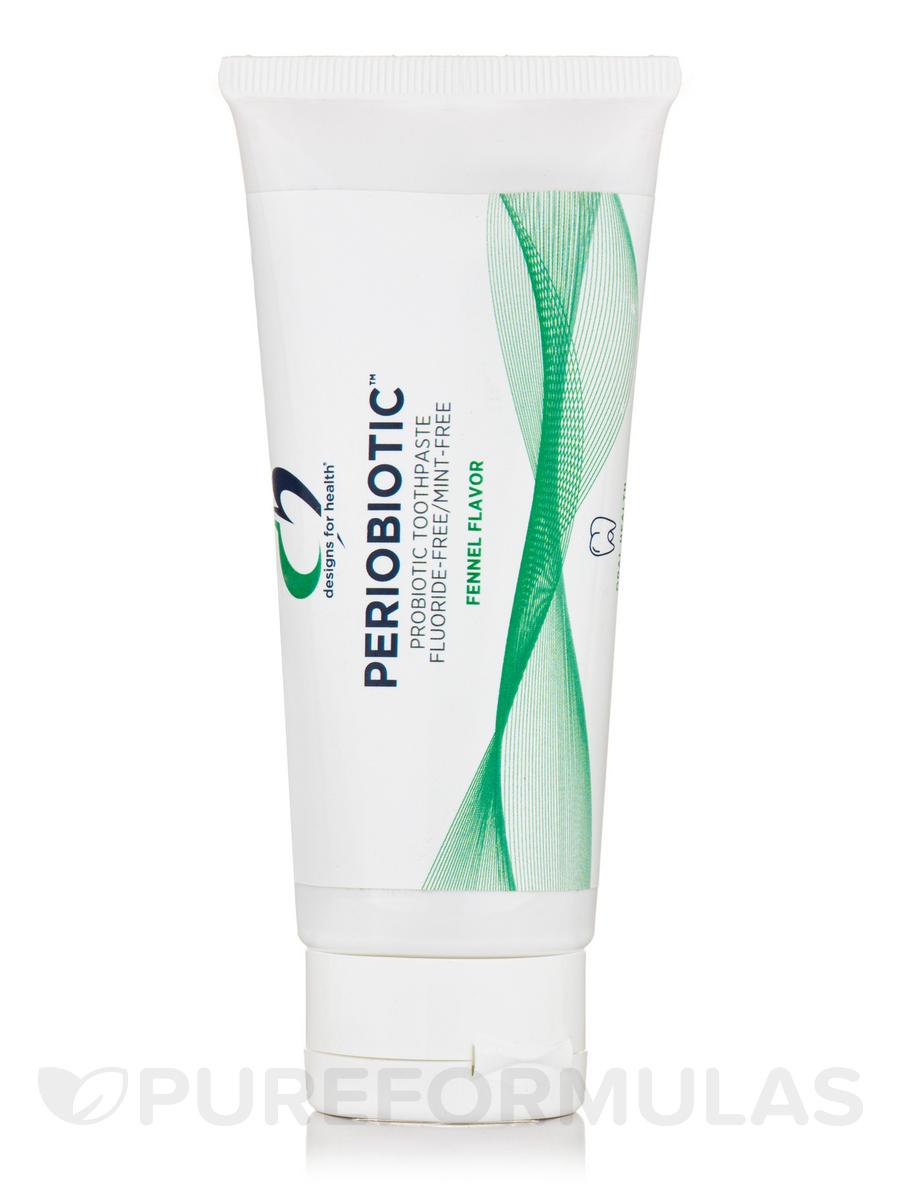 designs for health®
PERIOBIOTIC™
PROBIOTIC TOOTHPASTE
FLUORIDE-FREE/MINT-FREE
FENNEL FLAVOR
PUREFORMULAS